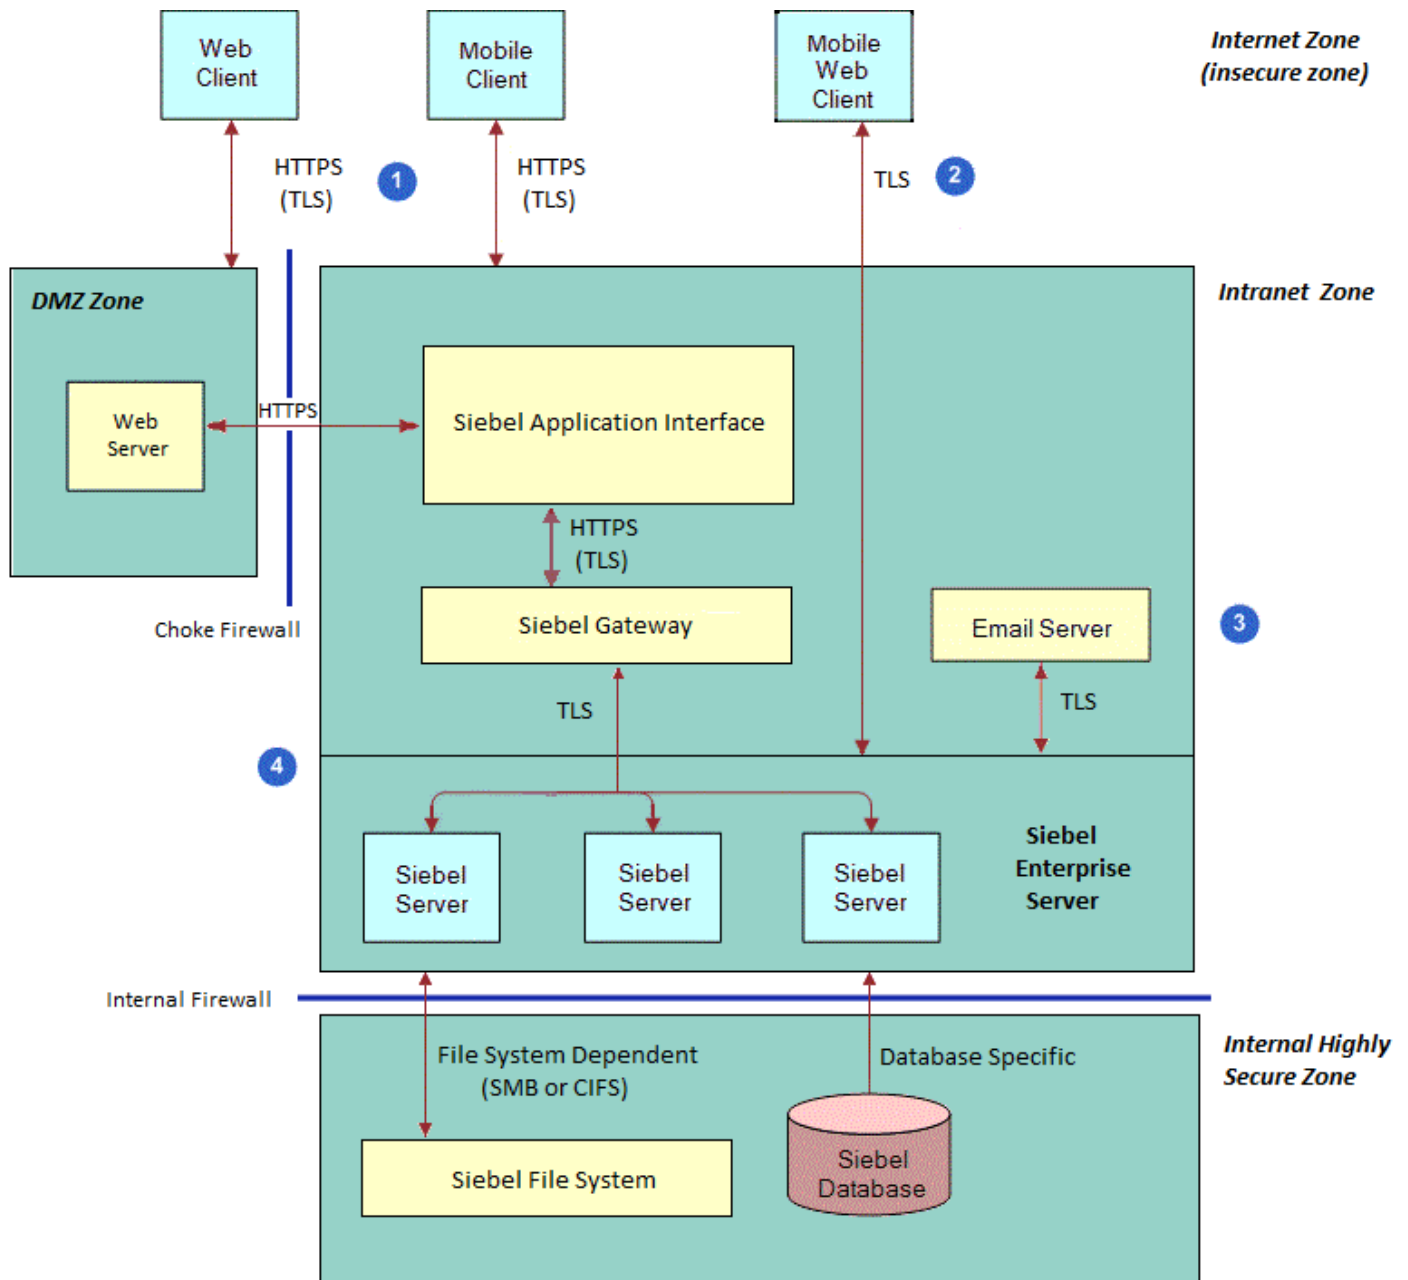 Web
Client
Mobile
Client
Mobile
Web
Client
Internet Zone
(insecure zone)
HTTPS
(TLS)
1
HTTPS
(TLS)
TLS
2
DMZ Zone
Intranet Zone
Web
Server
HTTPS
Siebel Application Interface
HTTPS
(TLS)
Choke Firewall
Siebel Gateway
Email Server
3
TLS
TLS
4
Siebel
Server
Siebel
Server
Siebel
Server
Siebel
Enterprise
Server
Internal Firewall
File System Dependent
(SMB or CIFS)
Database Specific
Internal Highly
Secure Zone
Siebel File System
Siebel
Database